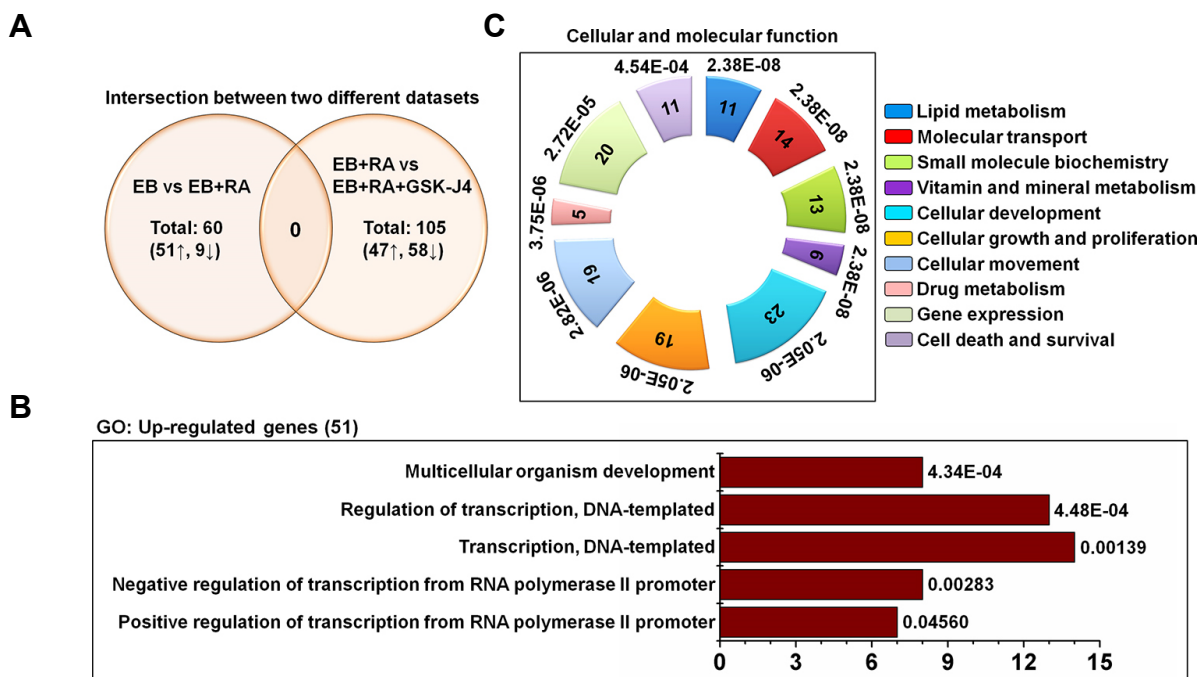 A
Intersection between two different datasets
EB vs EB+RA
Total: 60
(51↑, 9↓)
0
EB+RA vs
EB+RA+GSK-J4
Total: 105
(47↑, 58↓)
C
Cellular and molecular function
2.38E-08
11
2.38E-08
14
2.38E-08
13
2.38E-08
6
2.05E-06
23
2.05E-06
19
2.82E-06
19
3.75E-06
5
2.72E-05
20
4.54E-04
11
Lipid metabolism
Molecular transport
Small molecule biochemistry
Vitamin and mineral metabolism
Cellular development
Cellular growth and proliferation
Cellular movement
Drug metabolism
Gene expression
Cell death and survival
B
GO: Up-regulated genes (51)
Multicellular organism development
4.34E-04
Regulation of transcription, DNA-templated
4.48E-04
Transcription, DNA-templated
0.00139
Negative regulation of transcription from RNA polymerase II promoter
0.00283
Positive regulation of transcription from RNA polymerase II promoter
0.04560
0 3 6 9 12 15